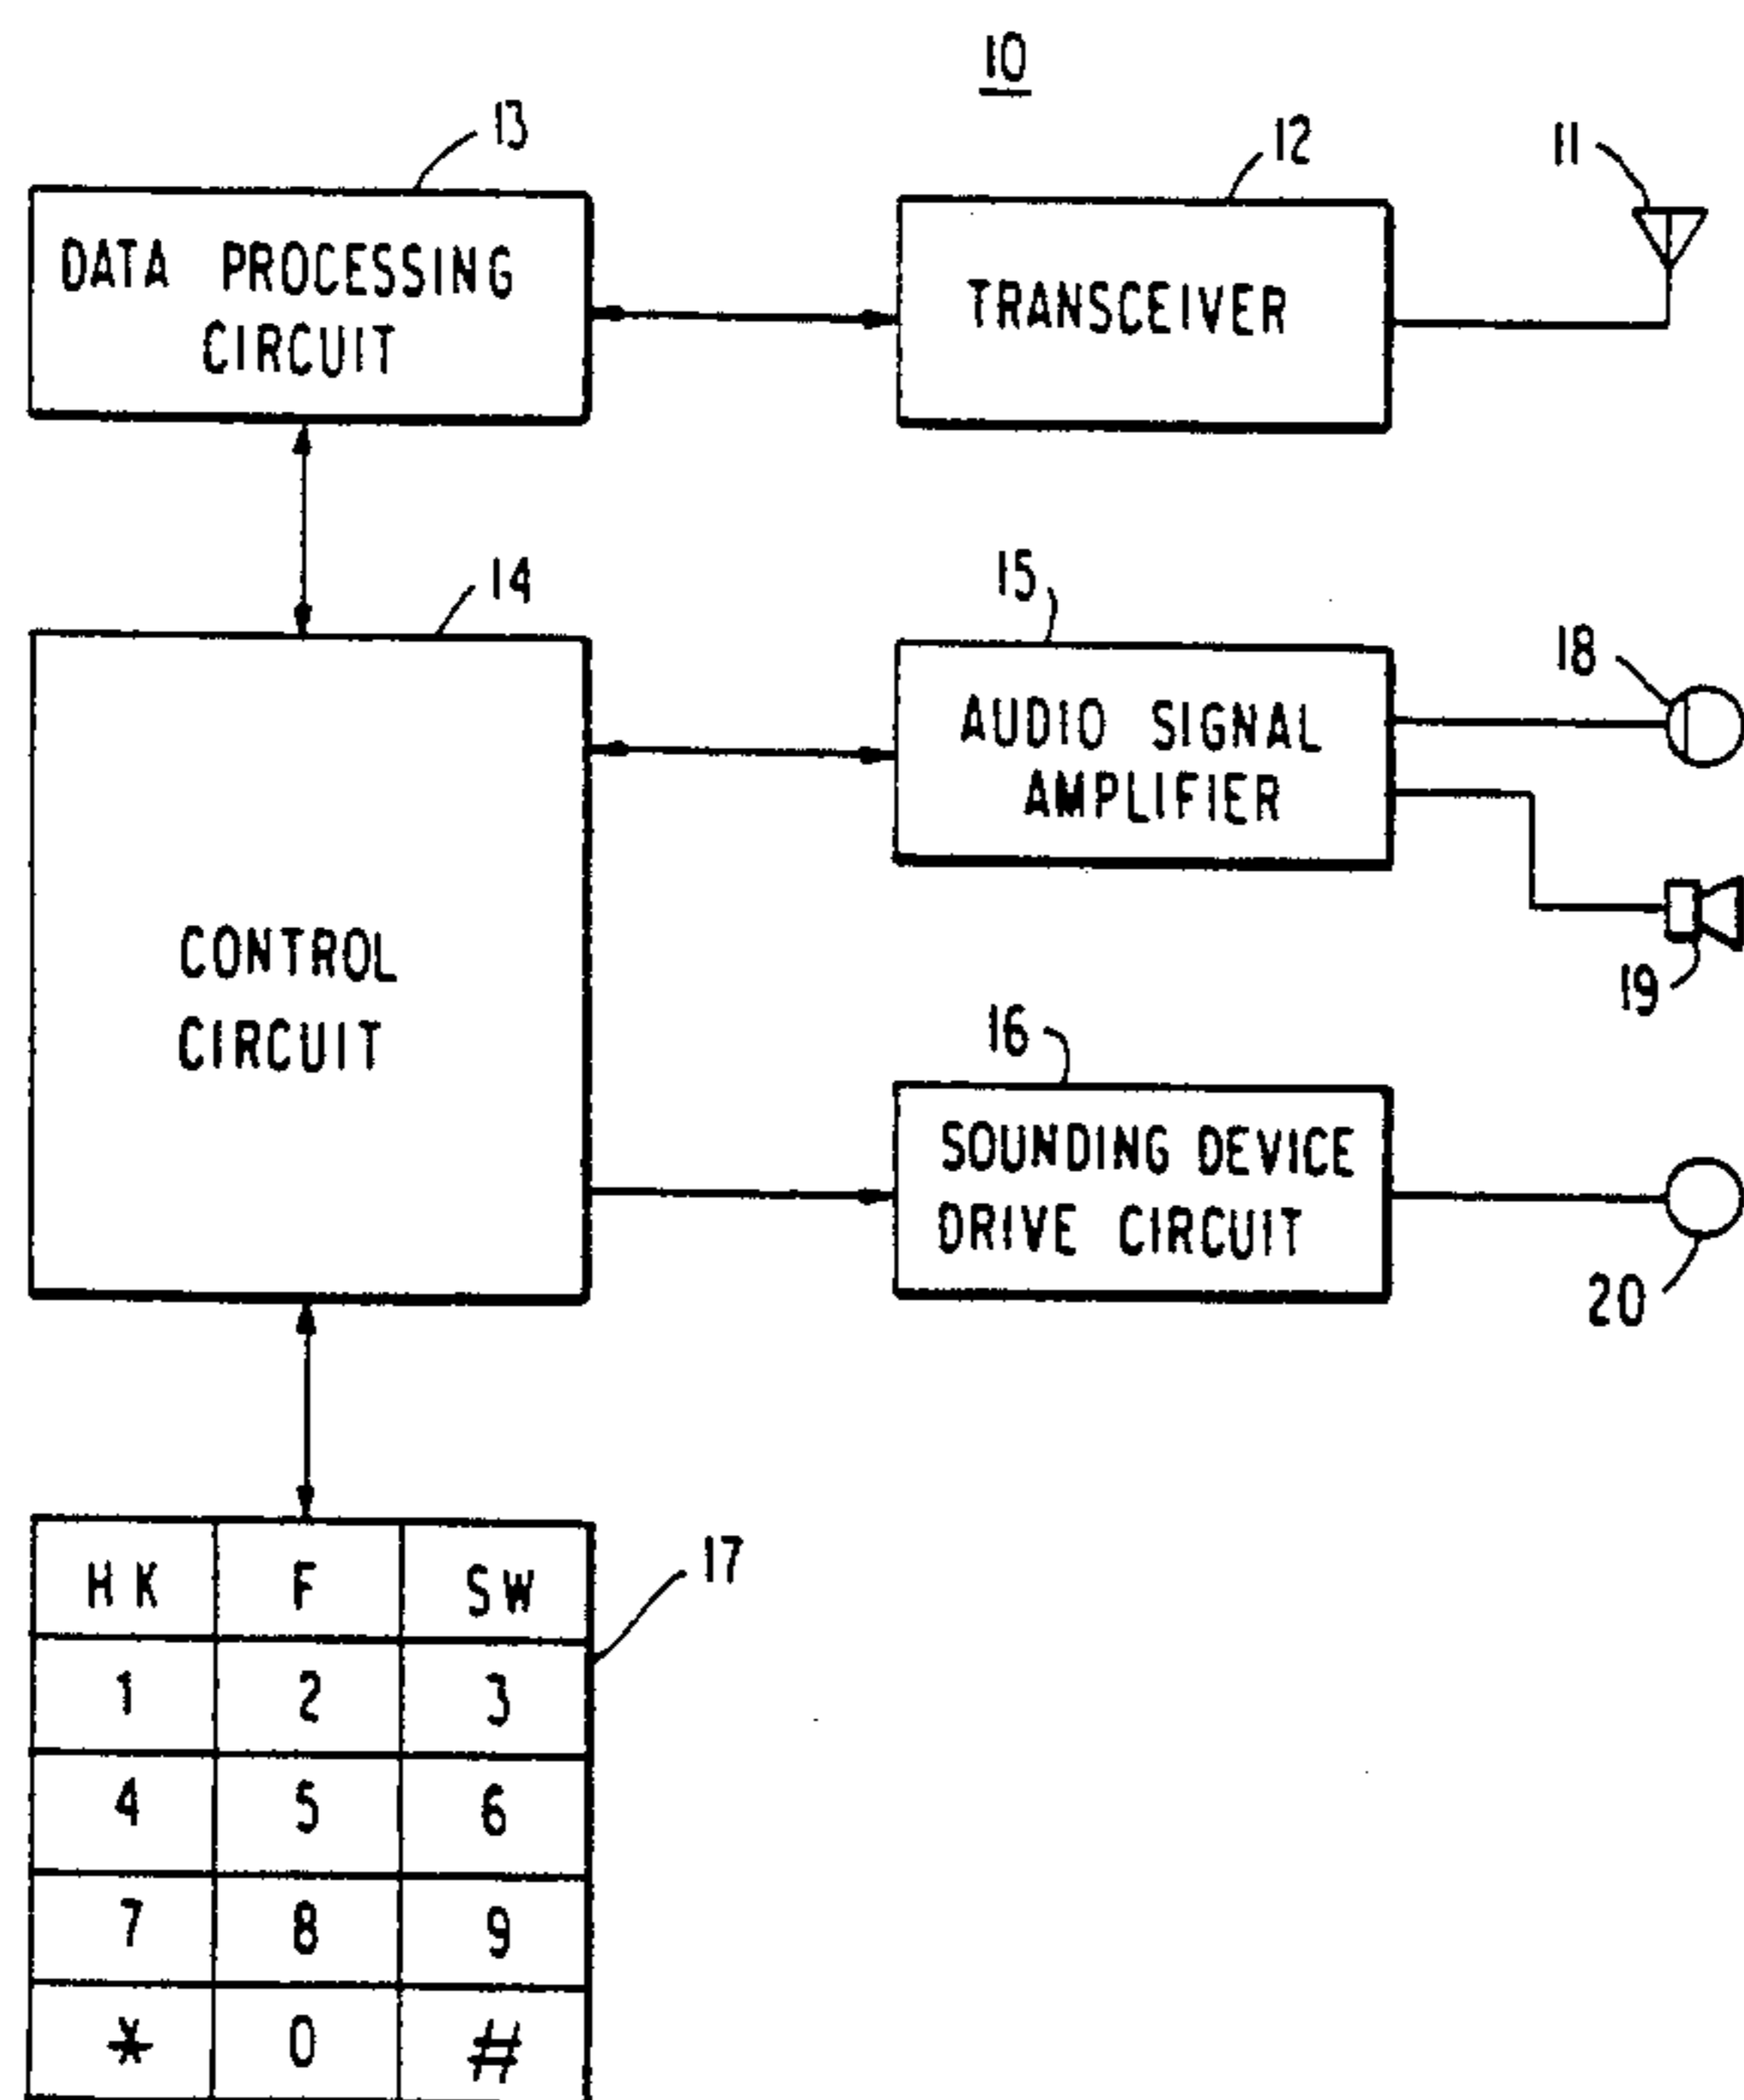 10
13
12
11
DATA PROCESSING
CIRCUIT
TRANSCEIVER
14
15
18
AUDIO SIGNAL
AMPLIFIER
CONTROL
CIRCUIT
19
16
SOUNDING DEVICE
DRIVE CIRCUIT
20
HK F SW
17
1 2 3
4 5 6
7 8 9
* 0 #